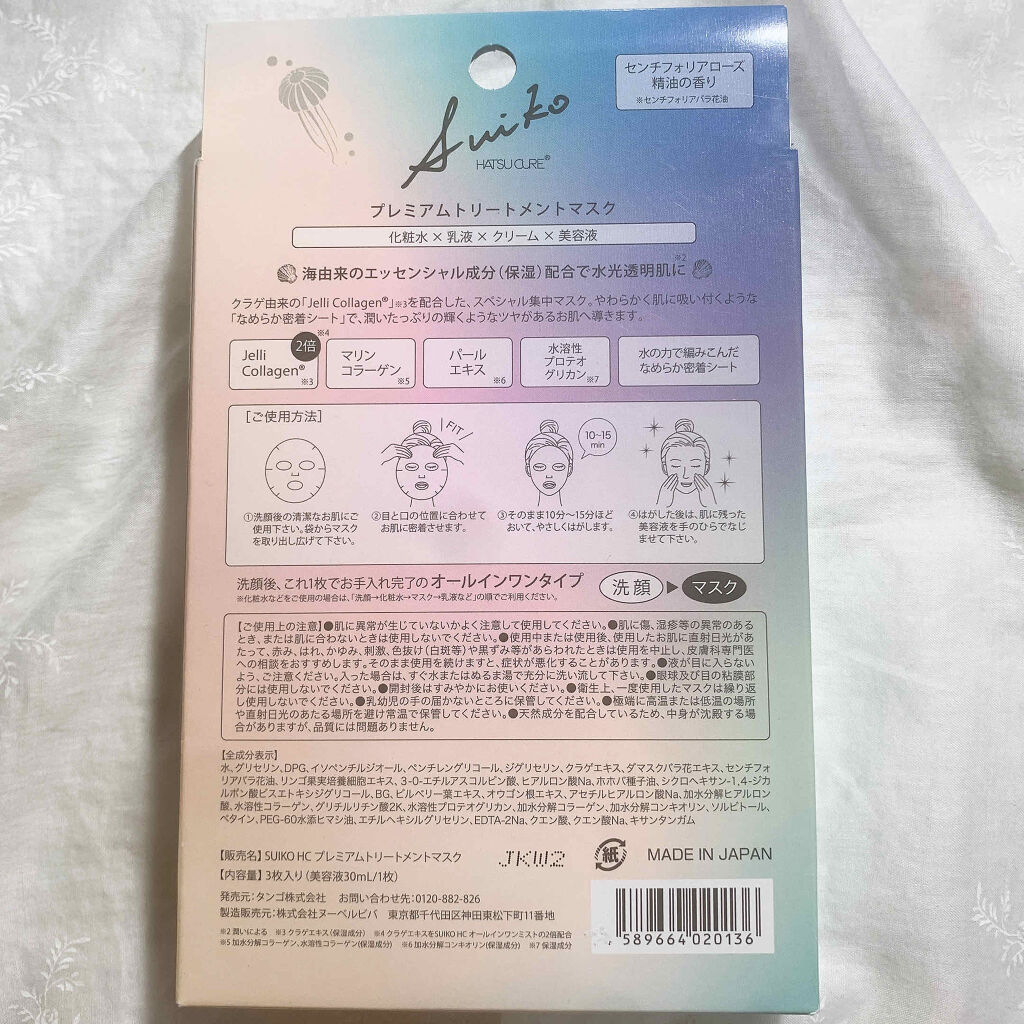 センチフォリアローズ
精油の香り
※センチフォリアバラ花油
Suiko
HATSU CURE®
プレミアムトリートメントマスク
化粧水×乳液×クリーム×美容液
海由来のエッセンシャル成分(保湿)配合で水光透明肌に※2
クラゲ由来の「Jelli Collagen®」※3を配合した、スペシャル集中マスク。やわらかく肌に吸い付くような
「なめらか密着シート」で、潤いたっぷりの輝くようなツヤがあるお肌へ導きます。
Jelli
Collagen®※3
2倍※4
マリン
コラーゲン※5
パール
エキス※6
水溶性
プロテオ
グリカン※7
水の力で編みこんだ
なめらか密着シート
[ご使用方法]
FIT
10~15
min
①洗顔後の清潔なお肌にご
使用下さい。袋からマスク
を取り出し広げて下さい。
②目と口の位置に合わせて
お肌に密着させます。
③そのまま10分〜15分ほど
おいて、やさしくはがします。
④はがした後は、肌に残った
美容液を手のひらでなじ
ませて下さい。
洗顔後、これ1枚でお手入れ完了のオールインワンタイプ
洗顔▶マスク
※化粧水などをご使用の場合は、「洗顔→化粧水→マスク→乳液など」の順でご利用ください。
【ご使用上の注意】●肌に異常が生じていないかよく注意して使用してください。●肌に傷、湿疹等の異常のある
とき、または肌に合わないときは使用しないでください。●使用中または使用後、使用したお肌に直射日光があ
たって、赤み、はれ、かゆみ、刺激、色抜け(白斑等)や黒ずみ等があらわれたときは使用を中止し、皮膚科専門医
への相談をおすすめします。そのまま使用を続けますと、症状が悪化することがあります。●液が目に入らない
よう、ご注意ください。入った場合は、すぐ水またはぬるま湯で充分に洗い流して下さい。●眼球及び目の粘膜部
分には使用しないでください。●開封後はすみやかにお使いください。●衛生上、一度使用したマスクは繰り返
し使用しないでください。●乳幼児の手の届かないところに保管してください。●極端に高温または低温の場所
や直射日光のあたる場所を避け常温で保管してください。●天然成分を配合しているため、中身が沈殿する場
合がありますが、品質には問題ありません。
【全成分表示】
水、グリセリン、DPG、イソペンチルジオール、ペンチレングリコール、ジグリセリン、クラゲエキス、ダマスクバラ花エキス、センチフォ
リアバラ花油、リンゴ果実培養細胞エキス、3-O-エチルアスコルビン酸、ヒアルロン酸Na、ホホバ種子油、シクロヘキサン-1,4-ジカ
ルボン酸ビスエトキシジグリコール、BG、ビルベリー葉エキス、オウゴン根エキス、アセチルヒアルロン酸Na、加水分解ヒアルロン
酸、水溶性コラーゲン、グリチルリチン酸2K、水溶性プロテオグリカン、加水分解コラーゲン、加水分解コンキオリン、ソルビトール、
ベタイン、PEG-60水添ヒマシ油、エチルヘキシルグリセリン、EDTA-2Na、クエン酸、クエン酸Na、キサンタンガム
【販売名】SUIKO HC プレミアムトリートメントマスク
JKW2
紙
MADE IN JAPAN
【内容量】3枚入り(美容液30mL/1枚)
発売元:タンゴ株式会社 お問い合わせ先:0120-882-826
製造販売元:株式会社ヌーベルビバ 東京都千代田区神田東松下町11番地
※2 潤いによる ※3 クラゲエキス(保湿成分) ※4 クラゲエキスをSUIKO HC オールインワンミストの2倍配合
※5 加水分解コラーゲン、水溶性コラーゲン(保湿成分) ※6 加水分解コンキオリン(保湿成分) ※7 保湿成分
589664 020136